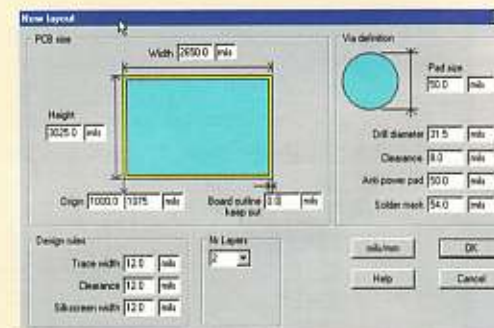 New layout
PCB size
Width 2650.0 mils
Height
3025.0 mils
Origin 1000.0 1075 mils
Board outline 0.0 mils
keep out
Via definition
Pad size
50.0 mils
Drill diameter 31.5 mils
Clearance 8.0 mils
Anti power pad 50.0 mils
Solder mask 54.0 mils
Design rules
Trace width 12.0 mils
Clearance 12.0 mils
Silkscreen width 12.0 mils
Nr Layers
2
mils/mm
OK
Help
Cancel